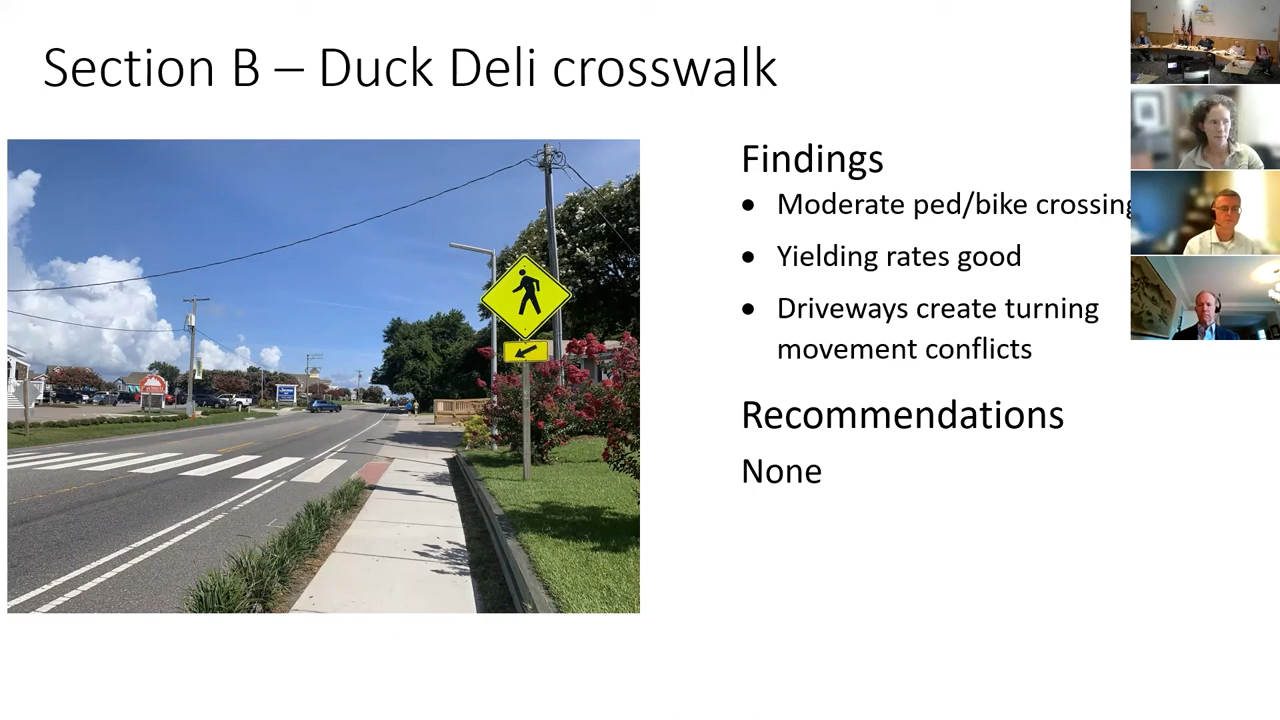 Section B – Duck Deli crosswalk
Findings
• Moderate ped/bike crossing
• Yielding rates good
• Driveways create turning
movement conflicts
Recommendations
None